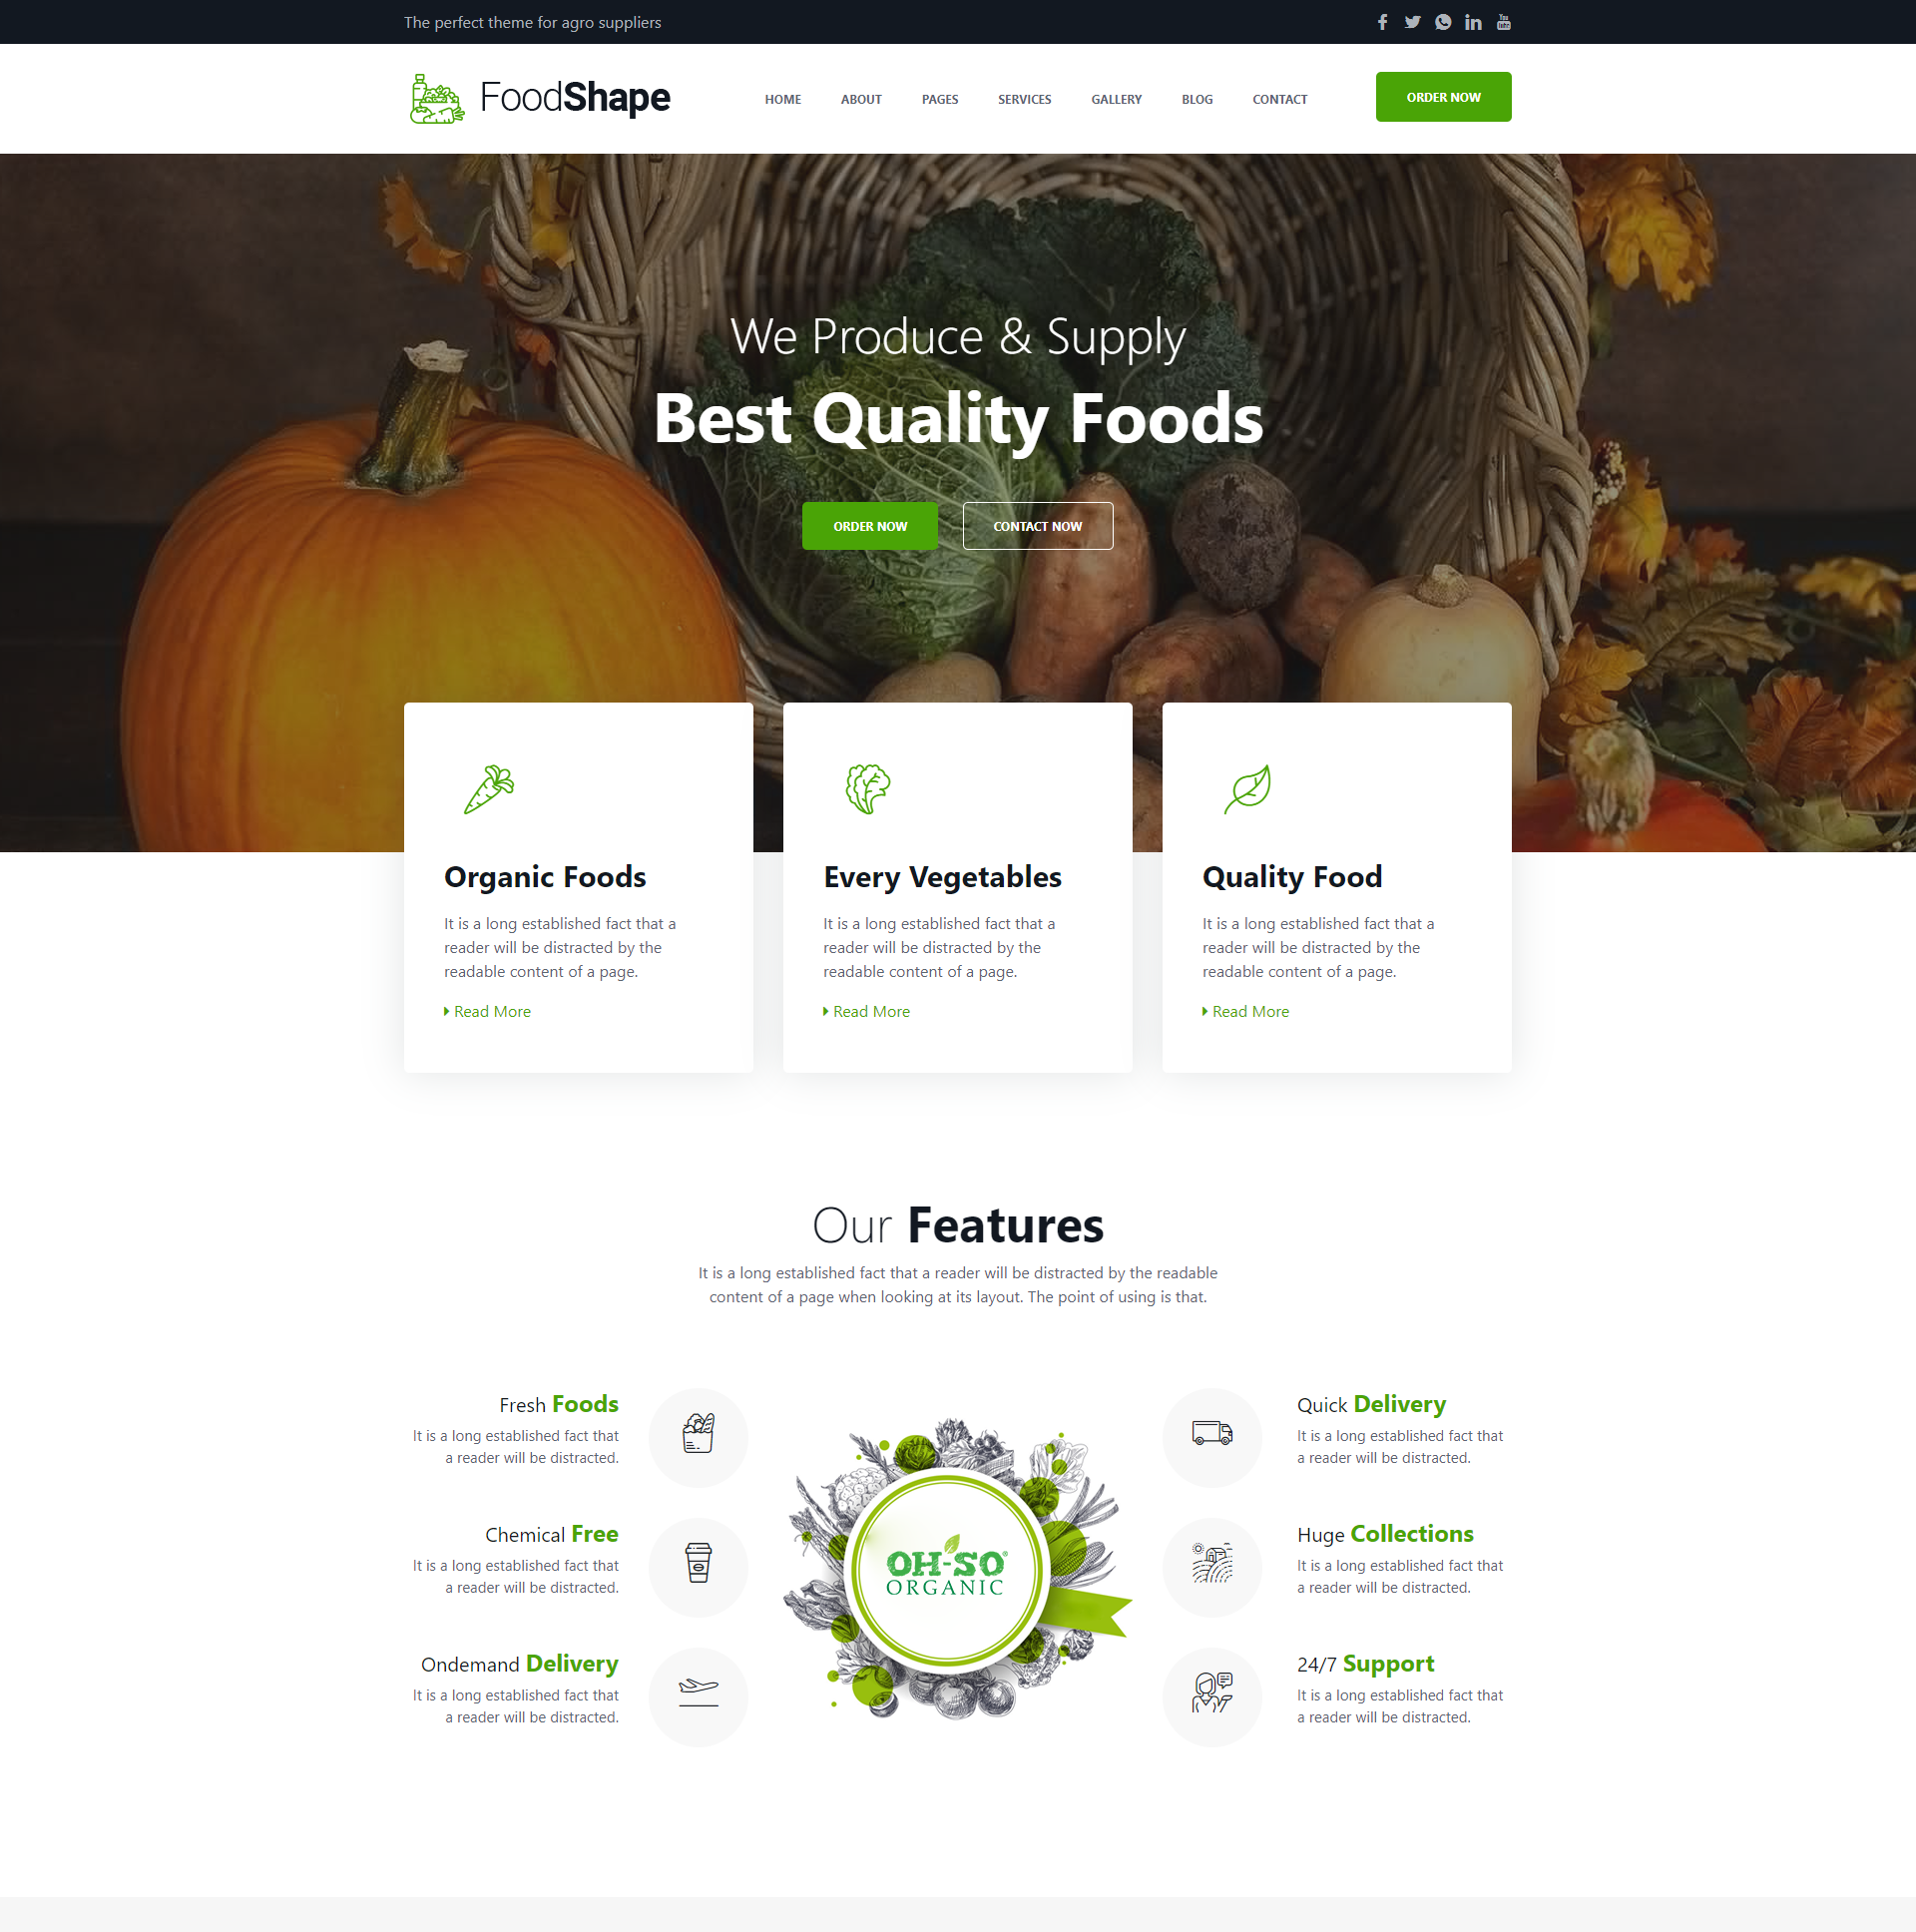 The perfect theme for agro suppliers
FoodShape
HOME ABOUT PAGES SERVICES GALLERY BLOG CONTACT
ORDER NOW
We Produce & Supply
Best Quality Foods
ORDER NOW
CONTACT NOW
Organic Foods
It is a long established fact that a
reader will be distracted by the
readable content of a page.
Read More
Every Vegetables
It is a long established fact that a
reader will be distracted by the
readable content of a page.
Read More
Quality Food
It is a long established fact that a
reader will be distracted by the
readable content of a page.
Read More
Our Features
It is a long established fact that a reader will be distracted by the readable
content of a page when looking at its layout. The point of using is that.
Fresh Foods
It is a long established fact that
a reader will be distracted.
Chemical Free
It is a long established fact that
a reader will be distracted.
Ondemand Delivery
It is a long established fact that
a reader will be distracted.
OH-SO®
ORGANIC
Quick Delivery
It is a long established fact that
a reader will be distracted.
Huge Collections
It is a long established fact that
a reader will be distracted.
24/7 Support
It is a long established fact that
a reader will be distracted.